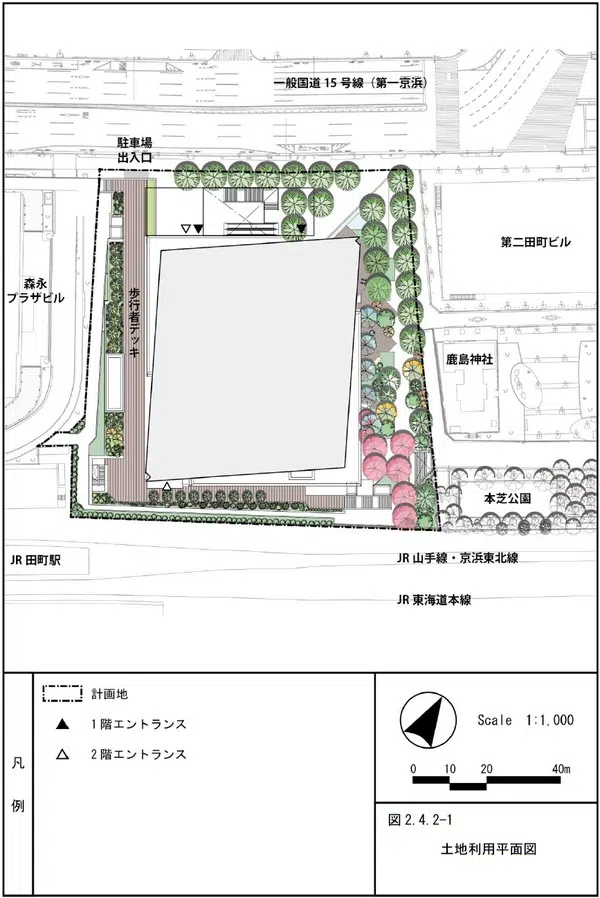 一般国道15号線（第一京浜）
駐車場
出入口
第二田町ビル
森永
プラザビル
歩行者デッキ
鹿島神社
本芝公園
JR 田町駅
JR 山手線・京浜東北線
JR 東海道本線
凡例
計画地
1階エントランス
2階エントランス
Scale 1:1,000
0 10 20 40m
図2.4.2-1
土地利用平面図